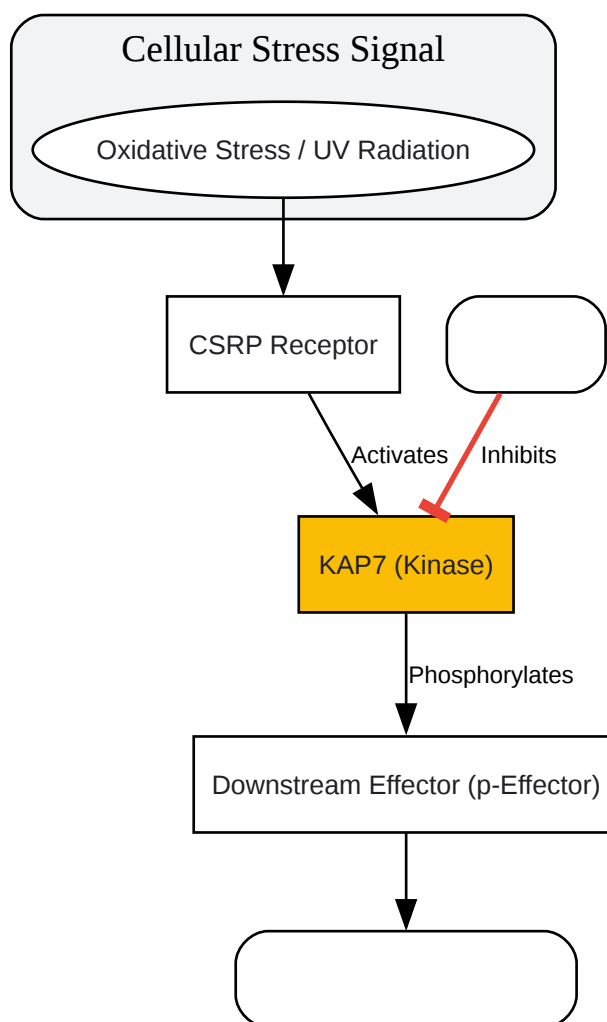 Cellular Stress Signal
Oxidative Stress / UV Radiation
CSRP Receptor
Activates
Inhibits
KAP7 (Kinase)
Phosphorylates
Downstream Effector (p-Effector)